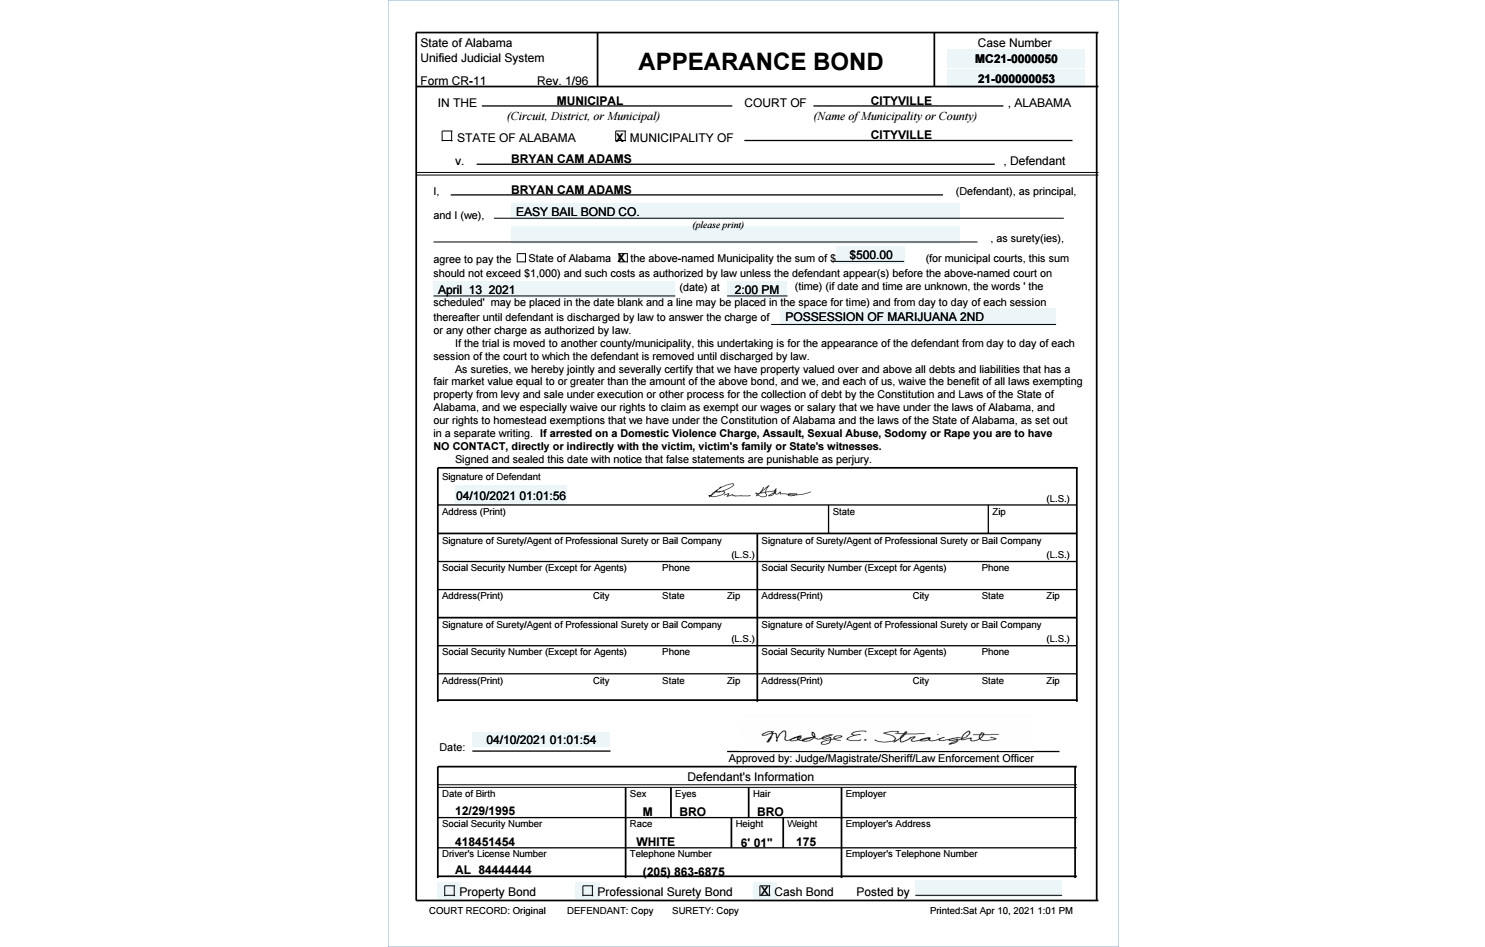 State of Alabama
Unified Judicial System
Form CR-11 Rev. 1/96
APPEARANCE BOND
Case Number
MC21-0000050
21-000000053
IN THE MUNICIPAL COURT OF CITYVILLE , ALABAMA
(Circuit, District, or Municipal) (Name of Municipality or County)
☐ STATE OF ALABAMA ☒ MUNICIPALITY OF CITYVILLE
v. BRYAN CAM ADAMS , Defendant
I, BRYAN CAM ADAMS (Defendant), as principal,
and I (we), EASY BAIL BOND CO.
(please print)
, as surety(ies),
agree to pay the ☐ State of Alabama ☒ the above-named Municipality the sum of $ $500.00 (for municipal courts, this sum
should not exceed $1,000) and such costs as authorized by law unless the defendant appear(s) before the above-named court on
April 13 2021 (date) at 2:00 PM (time) (if date and time are unknown, the words ' the
scheduled' may be placed in the date blank and a line may be placed in the space for time) and from day to day of each session
thereafter until defendant is discharged by law to answer the charge of POSSESSION OF MARIJUANA 2ND
or any other charge as authorized by law.
If the trial is moved to another county/municipality, this undertaking is for the appearance of the defendant from day to day of each
session of the court to which the defendant is removed until discharged by law.
As sureties, we hereby jointly and severally certify that we have property valued over and above all debts and liabilities that has a
fair market value equal to or greater than the amount of the above bond, and we, and each of us, waive the benefit of all laws exempting
property from levy and sale under execution or other process for the collection of debt by the Constitution and Laws of the State of
Alabama, and we especially waive our rights to claim as exempt our wages or salary that we have under the laws of Alabama, and
our rights to homestead exemptions that we have under the Constitution of Alabama and the laws of the State of Alabama, as set out
in a separate writing. If arrested on a Domestic Violence Charge, Assault, Sexual Abuse, Sodomy or Rape you are to have
NO CONTACT, directly or indirectly with the victim, victim's family or State's witnesses.
Signed and sealed this date with notice that false statements are punishable as perjury.
Signature of Defendant
04/10/2021 01:01:56 (L.S.)
Address (Print) State Zip
Signature of Surety/Agent of Professional Surety or Bail Company Signature of Surety/Agent of Professional Surety or Bail Company
(L.S.) (L.S.)
Social Security Number (Except for Agents) Phone Social Security Number (Except for Agents) Phone
Address(Print) City State Zip Address(Print) City State Zip
Signature of Surety/Agent of Professional Surety or Bail Company Signature of Surety/Agent of Professional Surety or Bail Company
(L.S.) (L.S.)
Social Security Number (Except for Agents) Phone Social Security Number (Except for Agents) Phone
Address(Print) City State Zip Address(Print) City State Zip
Date: 04/10/2021 01:01:54 Madge E. Straight
Approved by: Judge/Magistrate/Sheriff/Law Enforcement Officer
Defendant's Information
Date of Birth Sex Eyes Hair Employer
12/29/1995 M BRO BRO
Social Security Number Race Height Weight Employer's Address
418451454 WHITE 6' 01" 175
Driver's License Number Telephone Number Employer's Telephone Number
AL 84444444 (205) 863-6875
☐ Property Bond ☐ Professional Surety Bond ☒ Cash Bond Posted by
COURT RECORD: Original DEFENDANT: Copy SURETY: Copy Printed:Sat Apr 10, 2021 1:01 PM